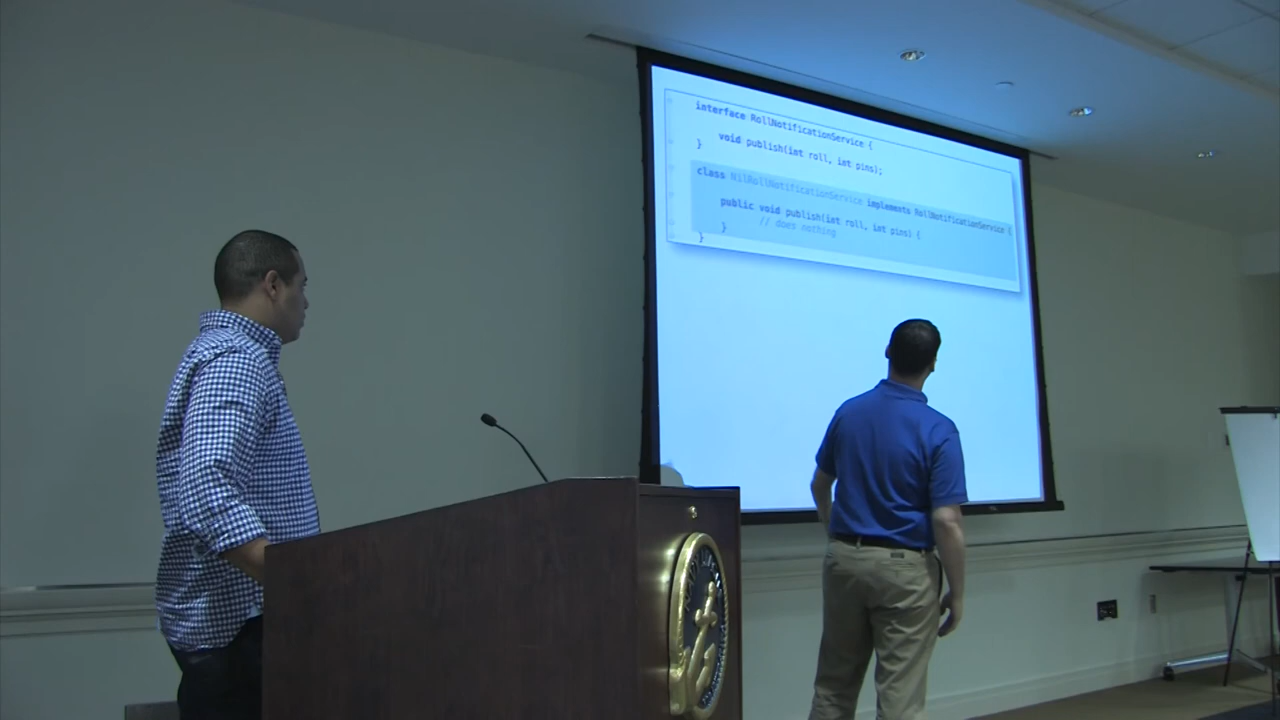 interface RollNotificationService {
void publish(int roll, int pins);
}
class NilRollNotificationService implements RollNotificationService {
public void publish(int roll, int pins) {
// does nothing
}
}